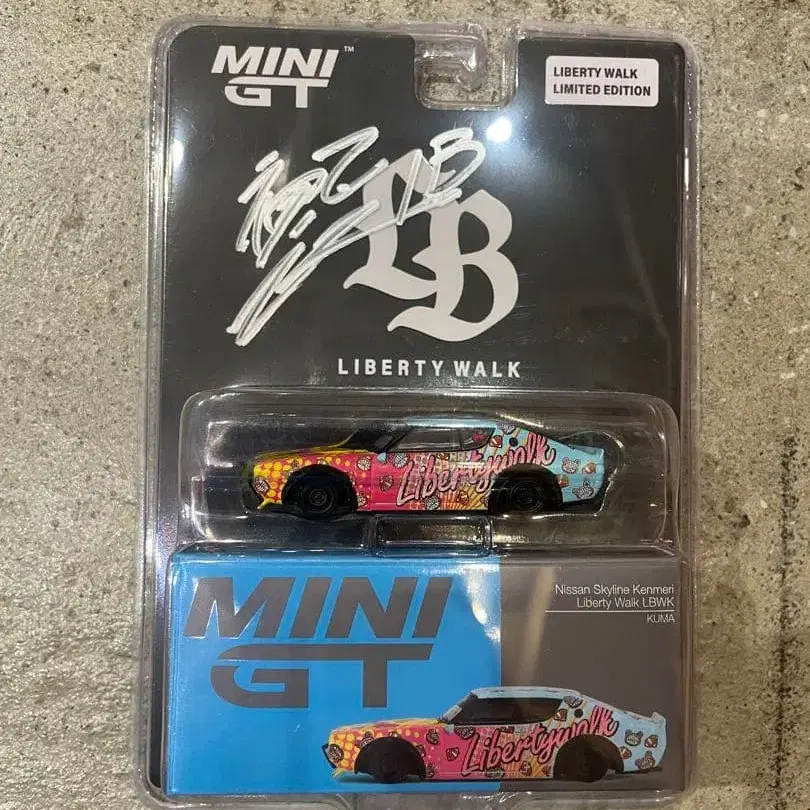 MINI GT™
LIBERTY WALK
LIMITED EDITION
LB
LIBERTY WALK
Libertywalk
MINI
GT
Nissan Skyline Kenmeri
Liberty Walk LBWK
KUMA
Libertywalk